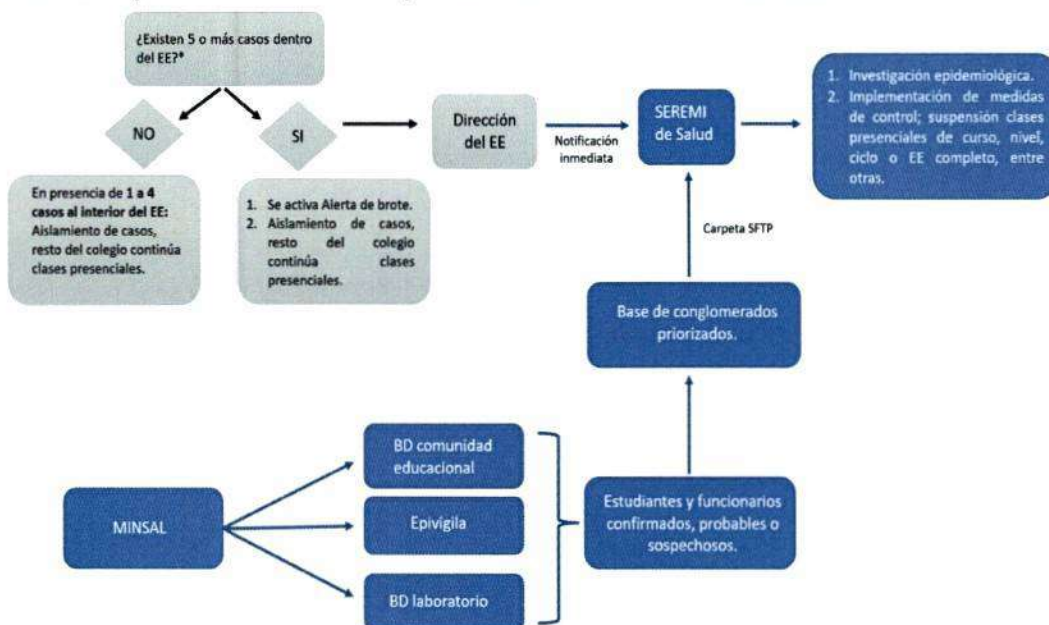 ¿Existen 5 o más casos dentro
del EE?*
NO
SI
En presencia de 1 a 4
casos al interior del EE:
Aislamiento de casos,
resto del colegio continúa
clases presenciales.
1. Se activa Alerta de brote.
2. Aislamiento de casos,
resto del colegio
continúa clases
presenciales.
Dirección
del EE
Notificación
inmediata
SEREMI
de Salud
1. Investigación epidemiológica.
2. Implementación de medidas
de control; suspensión clases
presenciales de curso, nivel,
ciclo o EE completo, entre
otras.
Carpeta SFTP
Base de conglomerados
priorizados.
MINSAL
BD comunidad
educacional
Epivigila
BD laboratorio
Estudiantes y funcionarios
confirmados, probables o
sospechosos.